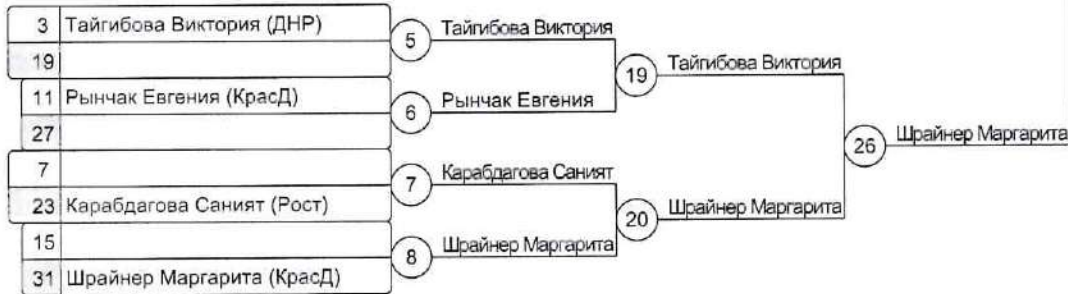 3 Тайгибова Виктория (ДНР)
19
11 Рынчак Евгения (КрасД)
27
7
23 Карабдагова Саният (Рост)
15
31 Шрайнер Маргарита (КрасД)
5 Тайгибова Виктория
6 Рынчак Евгения
7 Карабдагова Саният
8 Шрайнер Маргарита
19 Тайгибова Виктория
20 Шрайнер Маргарита
26 Шрайнер Маргарита